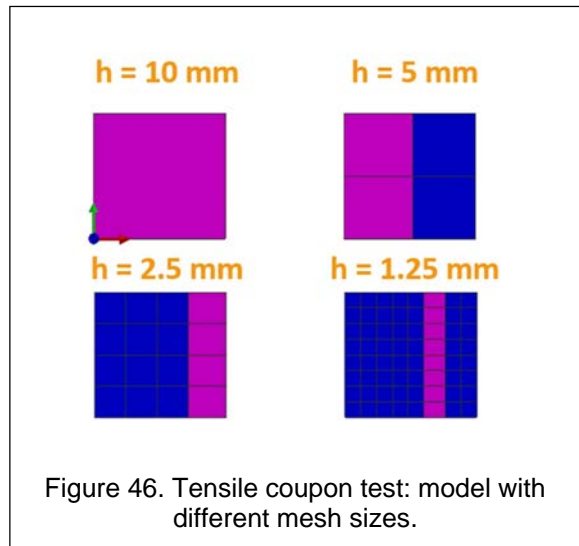 h = 10 mm
h = 5 mm
h = 2.5 mm
h = 1.25 mm
Figure 46. Tensile coupon test: model with
different mesh sizes.